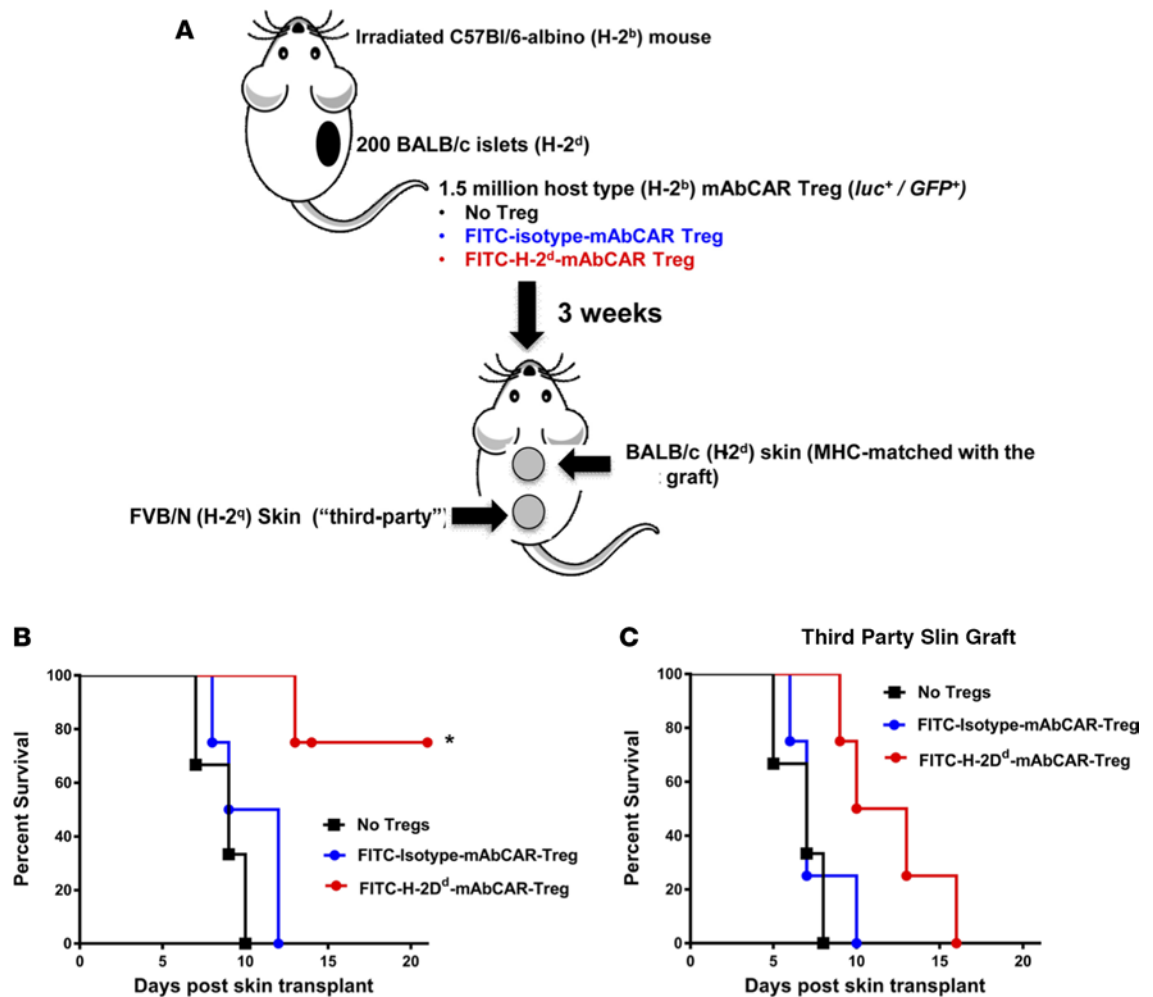 A
Irradiated C57Bl/6-albino (H-2ᵇ) mouse
200 BALB/c islets (H-2ᵈ)
1.5 million host type (H-2ᵇ) mAbCAR Treg (luc⁺ / GFP⁺)
• No Treg
• FITC-isotype-mAbCAR Treg
• FITC-H-2ᵈ-mAbCAR Treg
3 weeks
BALB/c (H-2ᵈ) skin (MHC-matched with the
graft)
FVB/N (H-2q) Skin ("third-party")
B
100
80
60
40
20
0
Percent Survival
0 5 10 15 20
Days post skin transplant
No Tregs
FITC-Isotype-mAbCAR-Treg
FITC-H-2Dᵈ-mAbCAR-Treg
*
C
Third Party Slin Graft
100
80
60
40
20
0
Percent Survival
0 5 10 15 20
Days post skin transplant
No Tregs
FITC-Isotype-mAbCAR-Treg
FITC-H-2Dᵈ-mAbCAR-Treg